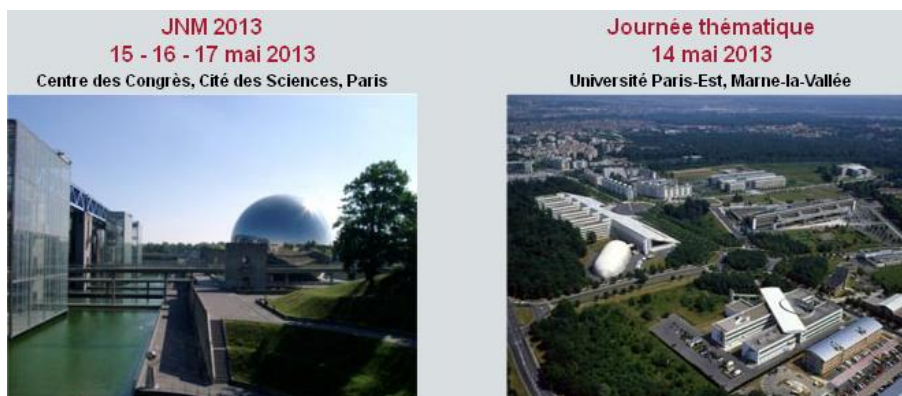 JNM 2013
15 - 16 - 17 mai 2013
Centre des Congrès, Cité des Sciences, Paris
Journée thématique
14 mai 2013
Université Paris-Est, Marne-la-Vallée